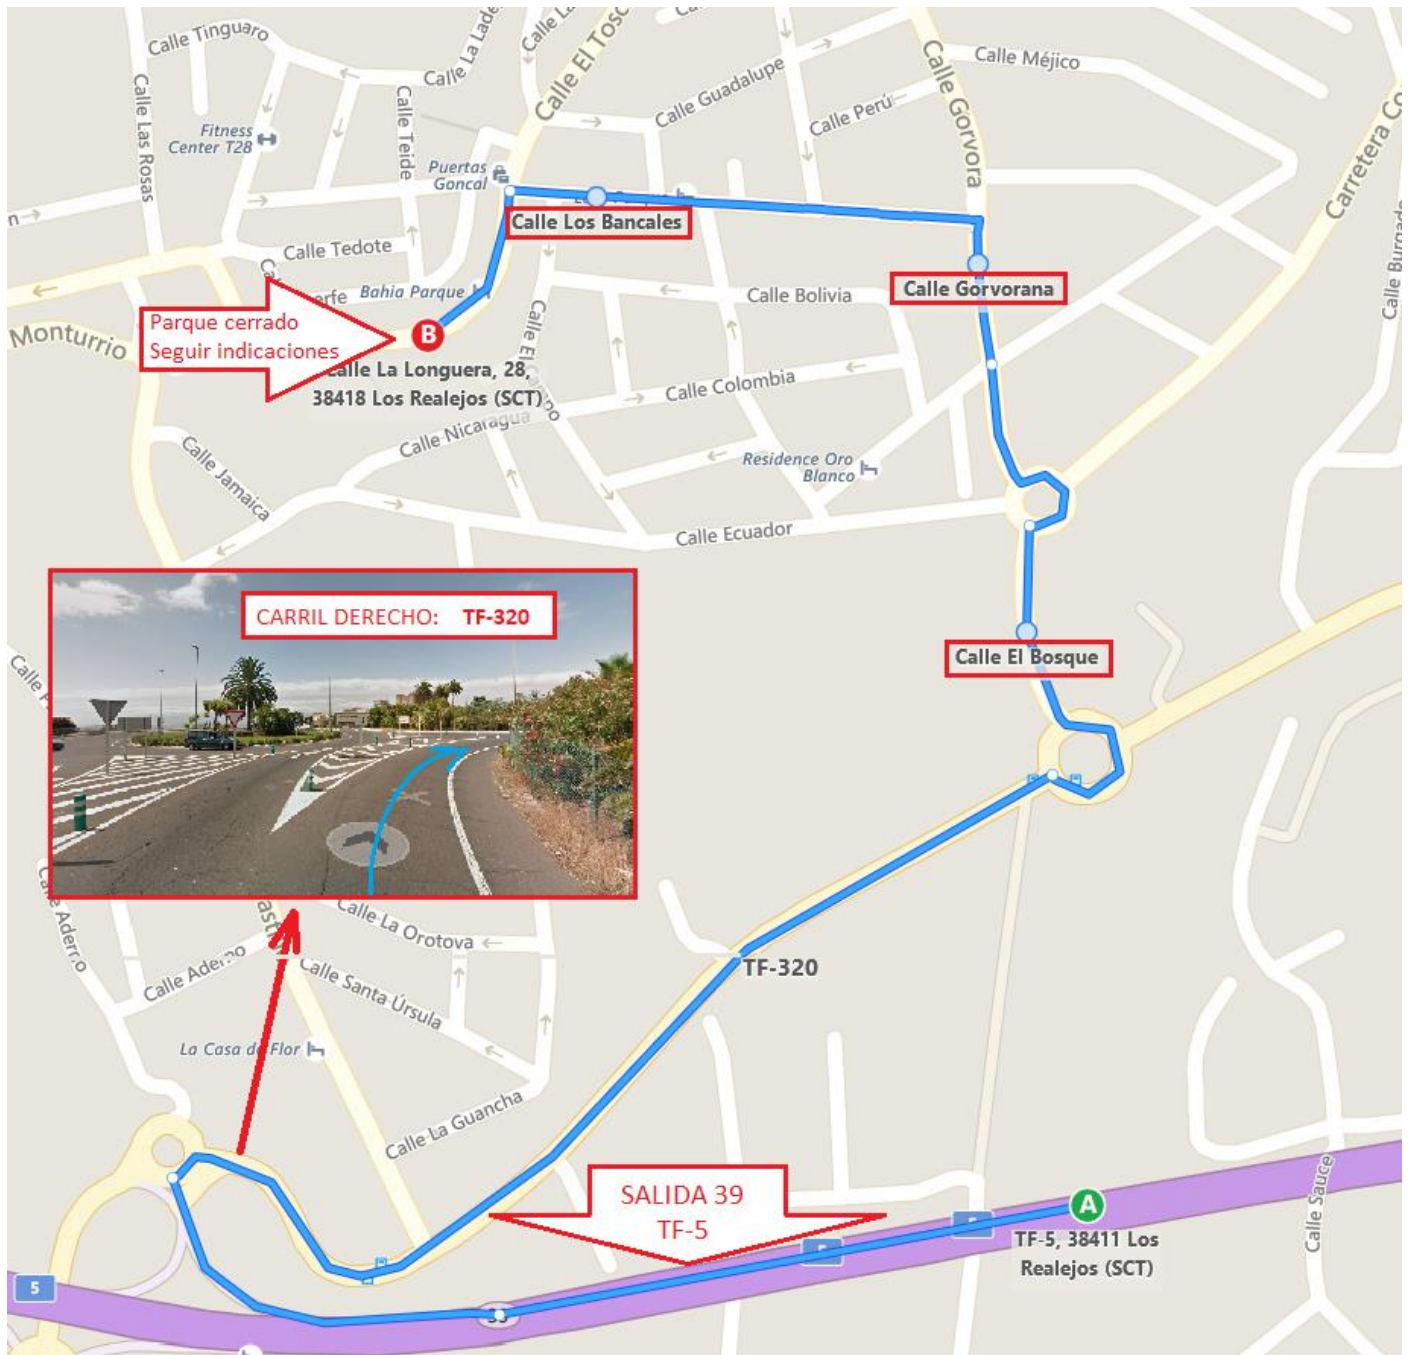 Calle Tinguaro
Calle La
Calle El Tosc
Calle Méjico
Calle Las Rosas
Calle Teide
Calle Guadalupe
Calle Perú
Calle Gorvora
Carretera Co
Fitness
Center T28
Puertas
Goncal
Calle Los Bancales
Calle Tedote
Calle Burgado
Bahia Parque
Calle Bolivia
Calle Gorvorana
Parque cerrado
Seguir indicaciones
B
Monturrio
Calle La Longuera, 28,
38418 Los Realejos (SCT)
Calle Colombia
Calle Nicaragua
Calle Jamaica
Residence Oro
Blanco
Calle Ecuador
CARRIL DERECHO: TF-320
Calle El Bosque
Calle
Calle La Orotova
Calle Santa Úrsula
TF-320
La Casa de Flor
Calle La Guancha
SALIDA 39
TF-5
A
TF-5, 38411 Los
Realejos (SCT)
Calle Sauce
5